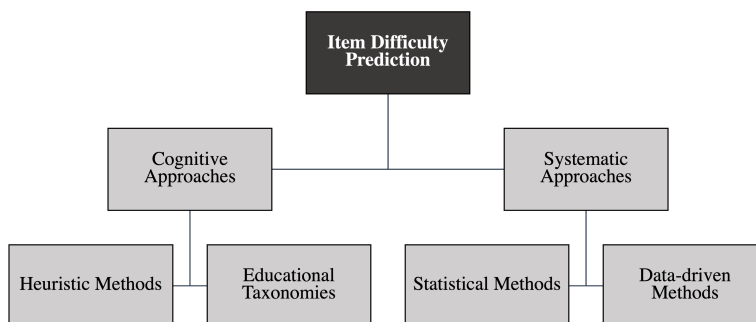 Item Difficulty
Prediction
Cognitive
Approaches
Systematic
Approaches
Heuristic Methods
Educational
Taxonomies
Statistical Methods
Data-driven
Methods